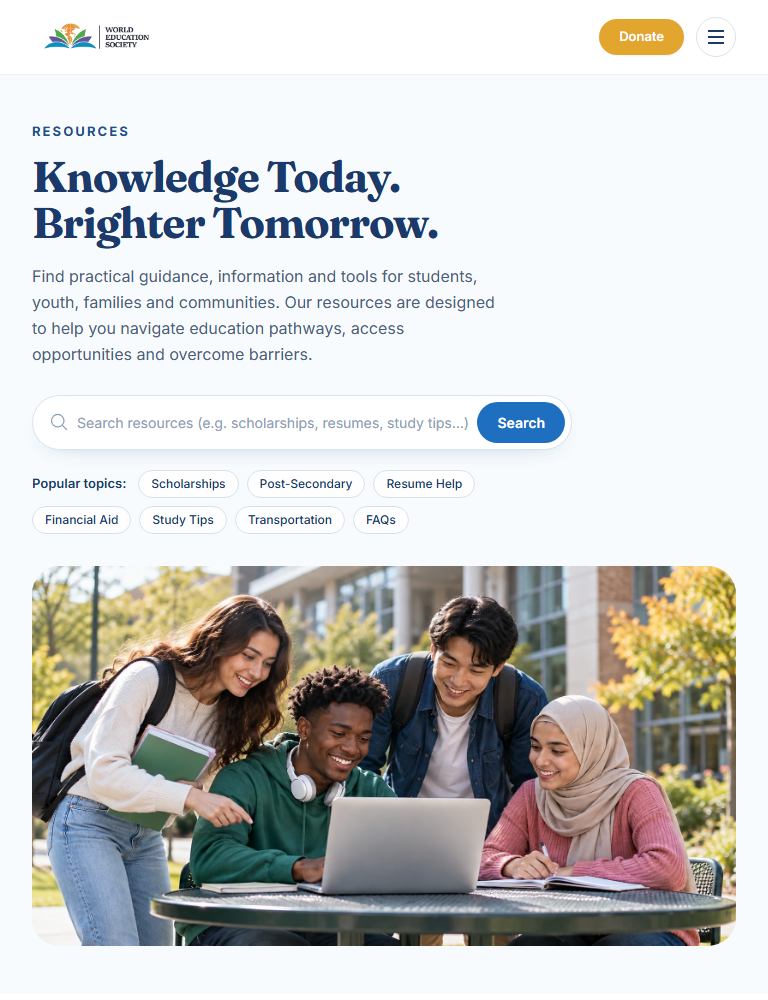 WORLD
EDUCATION
SOCIETY
Donate
RESOURCES
Knowledge Today.
Brighter Tomorrow.
Find practical guidance, information and tools for students,
youth, families and communities. Our resources are designed
to help you navigate education pathways, access
opportunities and overcome barriers.
Search resources (e.g. scholarships, resumes, study tips...)
Search
Popular topics:
Scholarships
Post-Secondary
Resume Help
Financial Aid
Study Tips
Transportation
FAQs